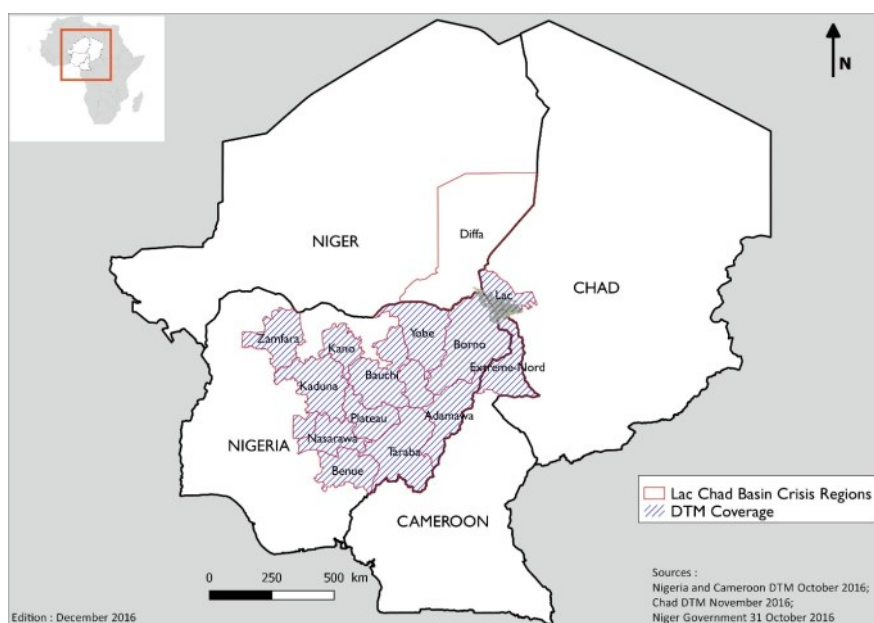 N
NIGER
Diffa
CHAD
Lac
Zamfara
Kano
Yobe
Borno
Extreme-Nord
Bauchi
Kaduna
Plateau
Adamawa
NIGERIA
Nasarawa
Taraba
Benue
CAMEROON
Lac Chad Basin Crisis Regions
DTM Coverage
0 250 500 km
Sources :
Nigeria and Cameroon DTM October 2016;
Chad DTM November 2016;
Niger Government 31 October 2016
Edition : December 2016